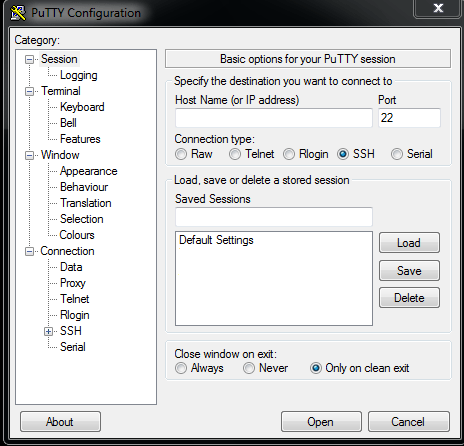 PuTTY Configuration
Category:
Session
Logging
Terminal
Keyboard
Bell
Features
Window
Appearance
Behaviour
Translation
Selection
Colours
Connection
Data
Proxy
Telnet
Rlogin
SSH
Serial
Basic options for your PuTTY session
Specify the destination you want to connect to
Host Name (or IP address) Port
22
Connection type:
Raw Telnet Rlogin SSH Serial
Load, save or delete a stored session
Saved Sessions
Default Settings
Load
Save
Delete
Close window on exit:
Always Never Only on clean exit
About Open Cancel